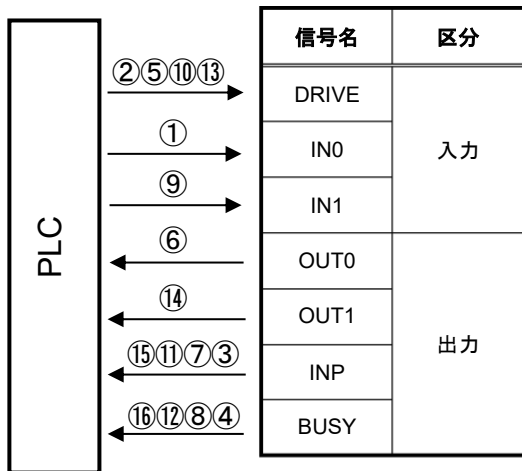 信号名 区分
②⑤⑩⑬ DRIVE
① IN0 入力
⑨ IN1
PLC
⑥ OUT0
⑭ OUT1
出力
⑮⑪⑦③ INP
⑯⑫⑧④ BUSY